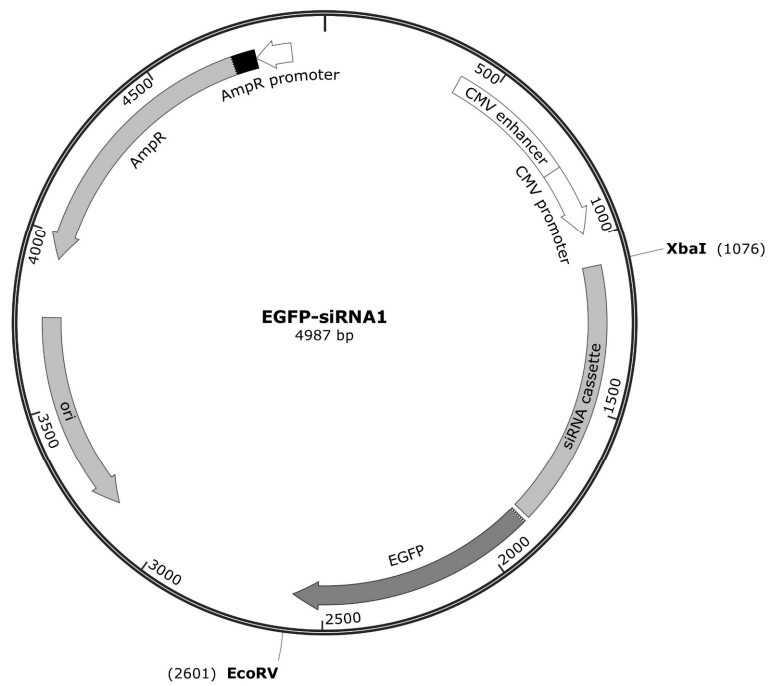 4500
500
AmpR promoter
CMV enhancer
AmpR
CMV promoter
1000
4000
XbaI (1076)
EGFP-siRNA1
4987 bp
siRNA cassette
1500
ori
3500
EGFP
2000
3000
2500
(2601) EcoRV